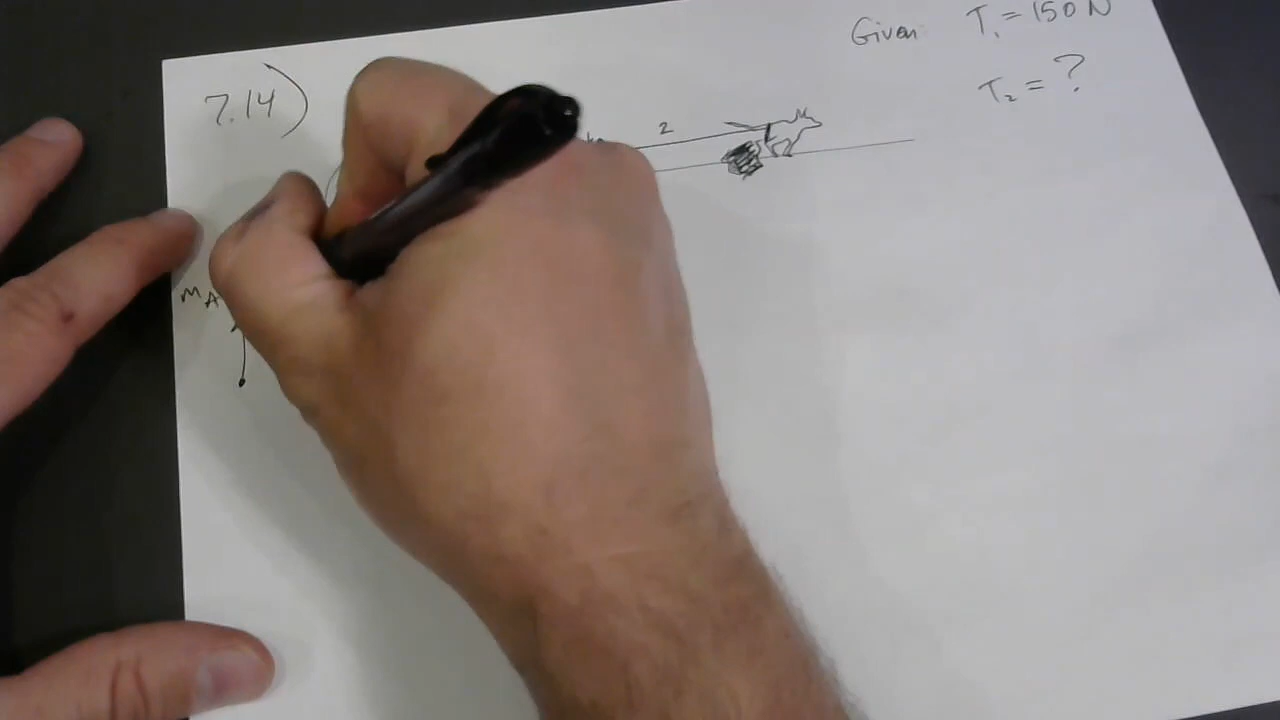 Given T₁ = 150 N
T₂ = ?
7.14)
2
m A